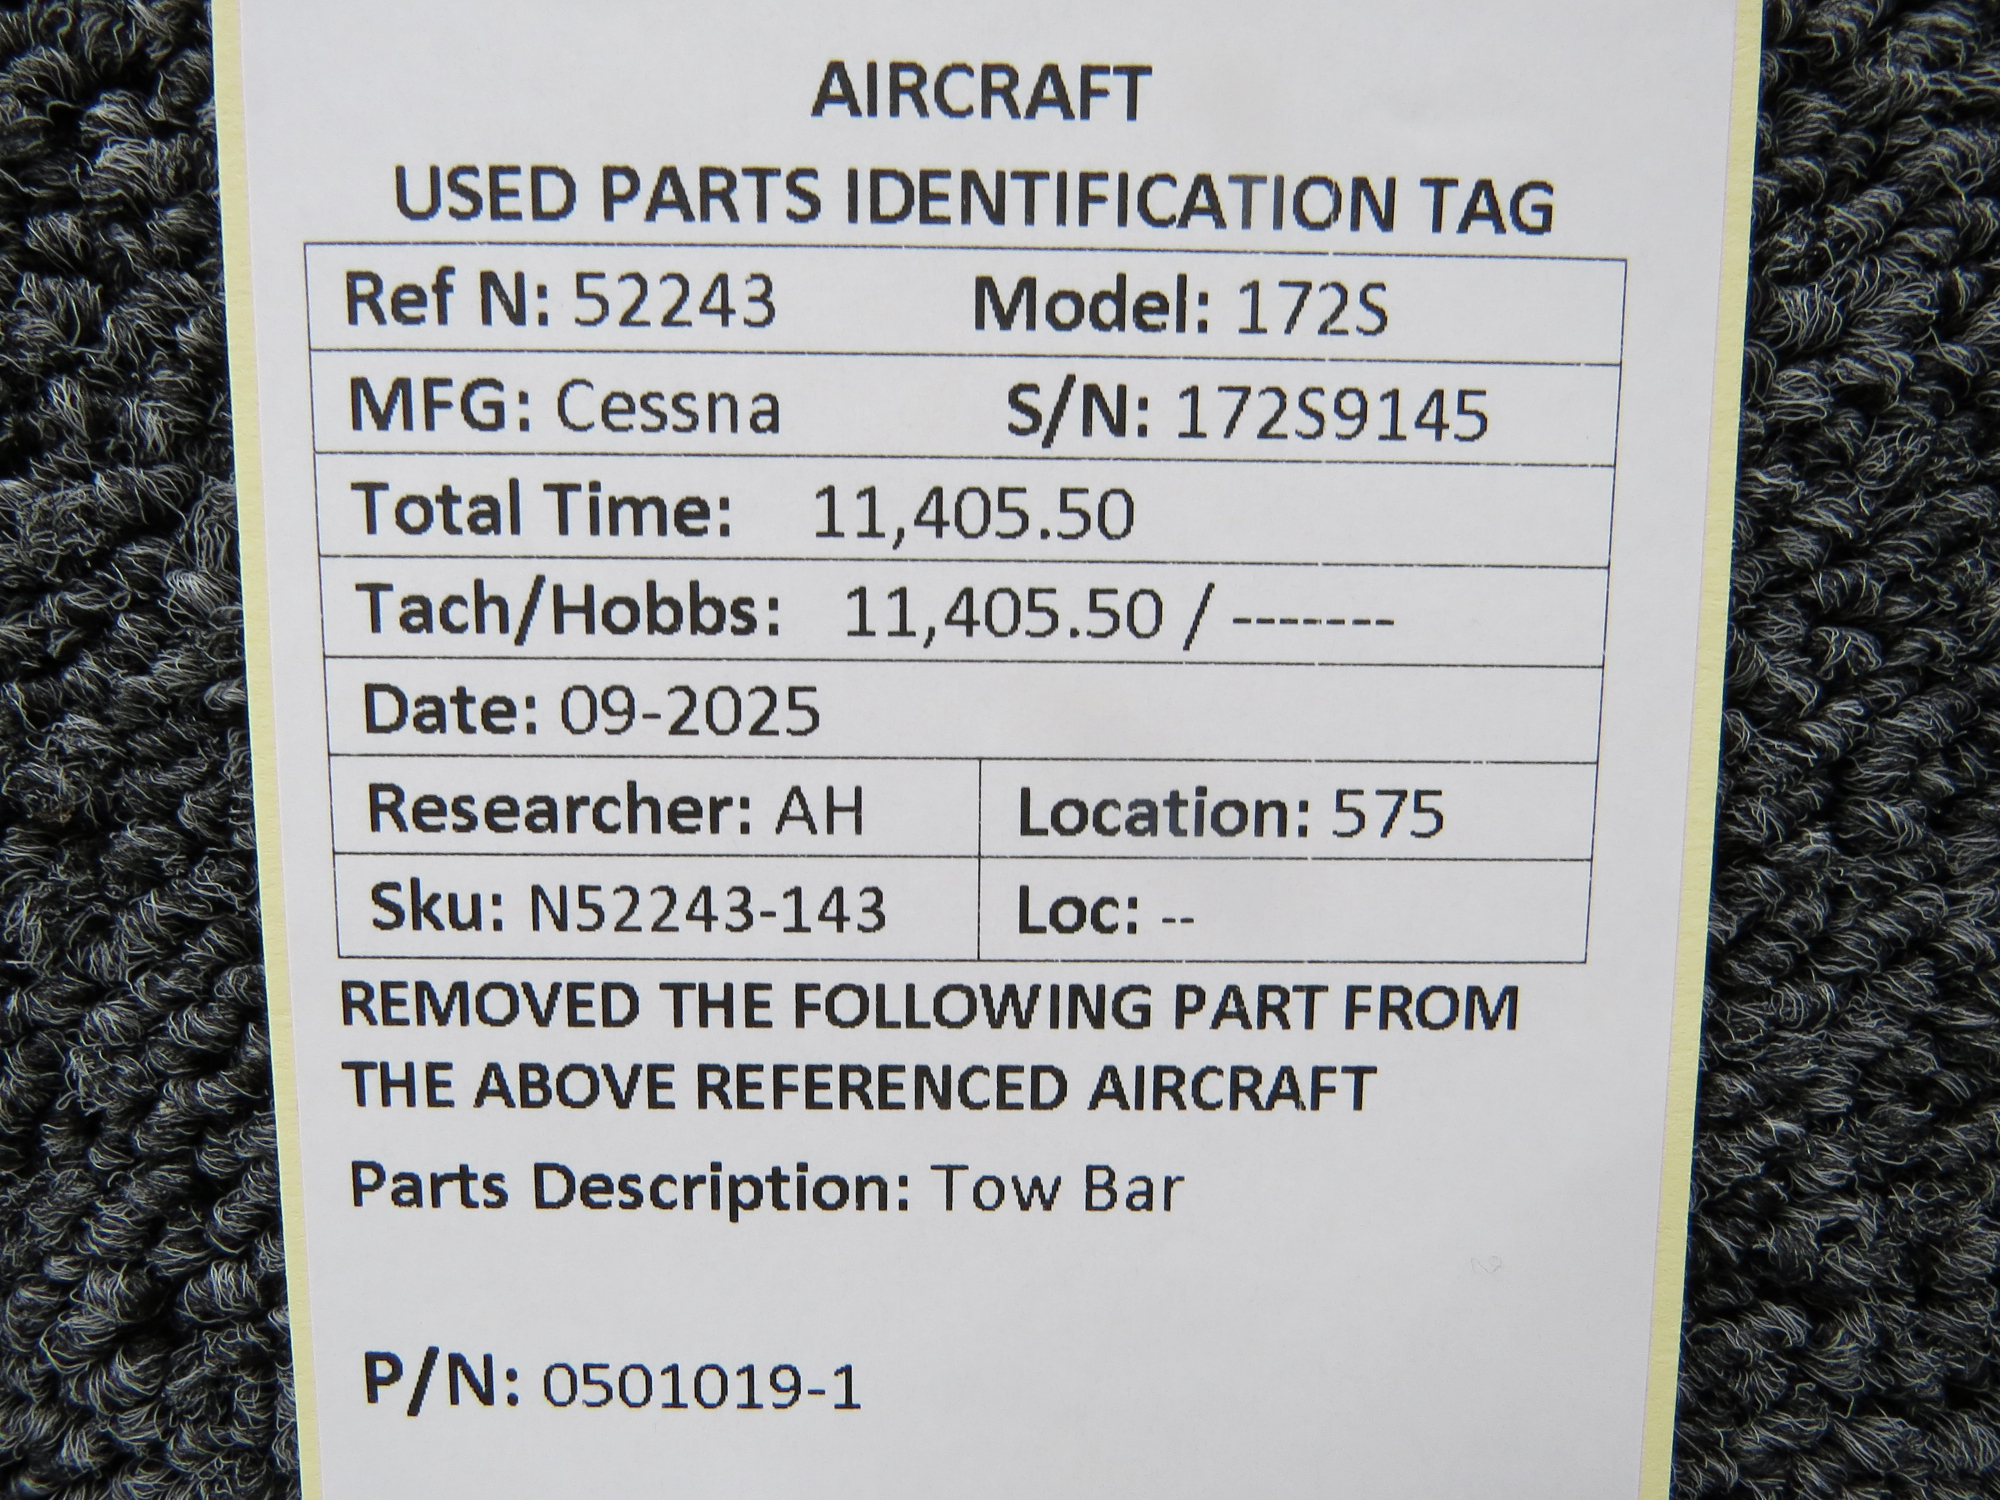 AIRCRAFT
USED PARTS IDENTIFICATION TAG
Ref N: 52243 Model: 172S
MFG: Cessna S/N: 172S9145
Total Time: 11,405.50
Tach/Hobbs: 11,405.50 / -------
Date: 09-2025
Researcher: AH Location: 575
Sku: N52243-143 Loc: --
REMOVED THE FOLLOWING PART FROM
THE ABOVE REFERENCED AIRCRAFT
Parts Description: Tow Bar
P/N: 0501019-1